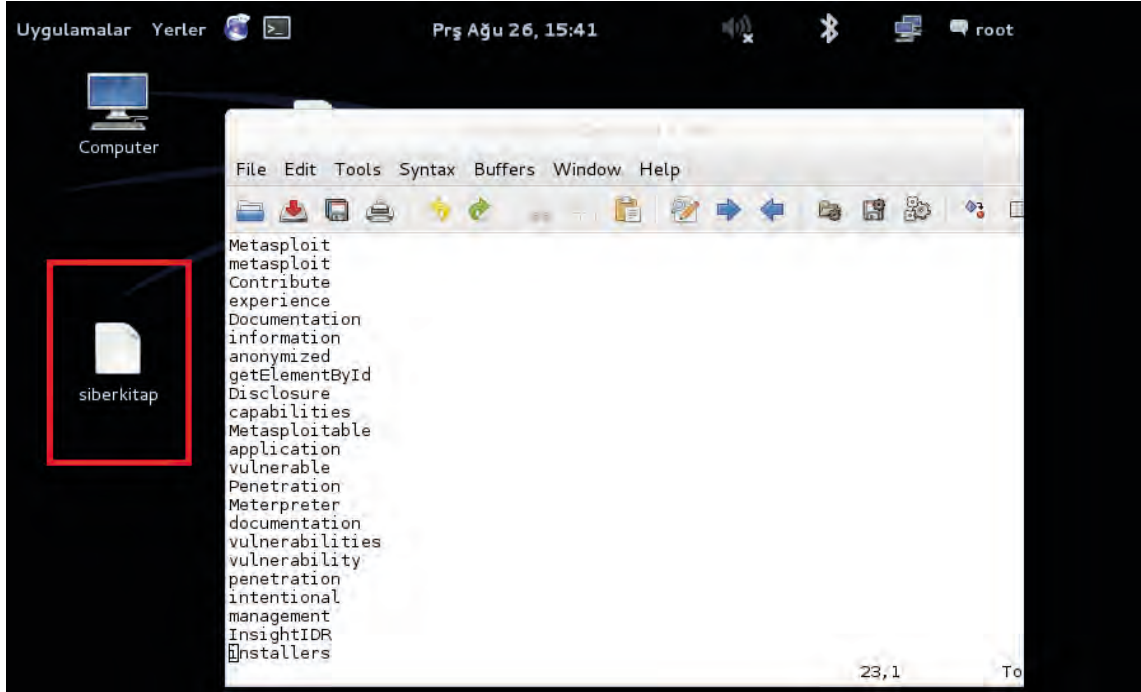 Uygulamalar Yerler Prş Ağu 26, 15:41 root
Computer
File Edit Tools Syntax Buffers Window Help
Metasploit
metasploit
Contribute
experience
Documentation
information
anonymized
getElementById
Disclosure
capabilities
Metasploitable
application
vulnerable
Penetration
Meterpreter
documentation
vulnerabilities
vulnerability
penetration
intentional
management
InsightIDR
installers
23,1 To
siberkitap